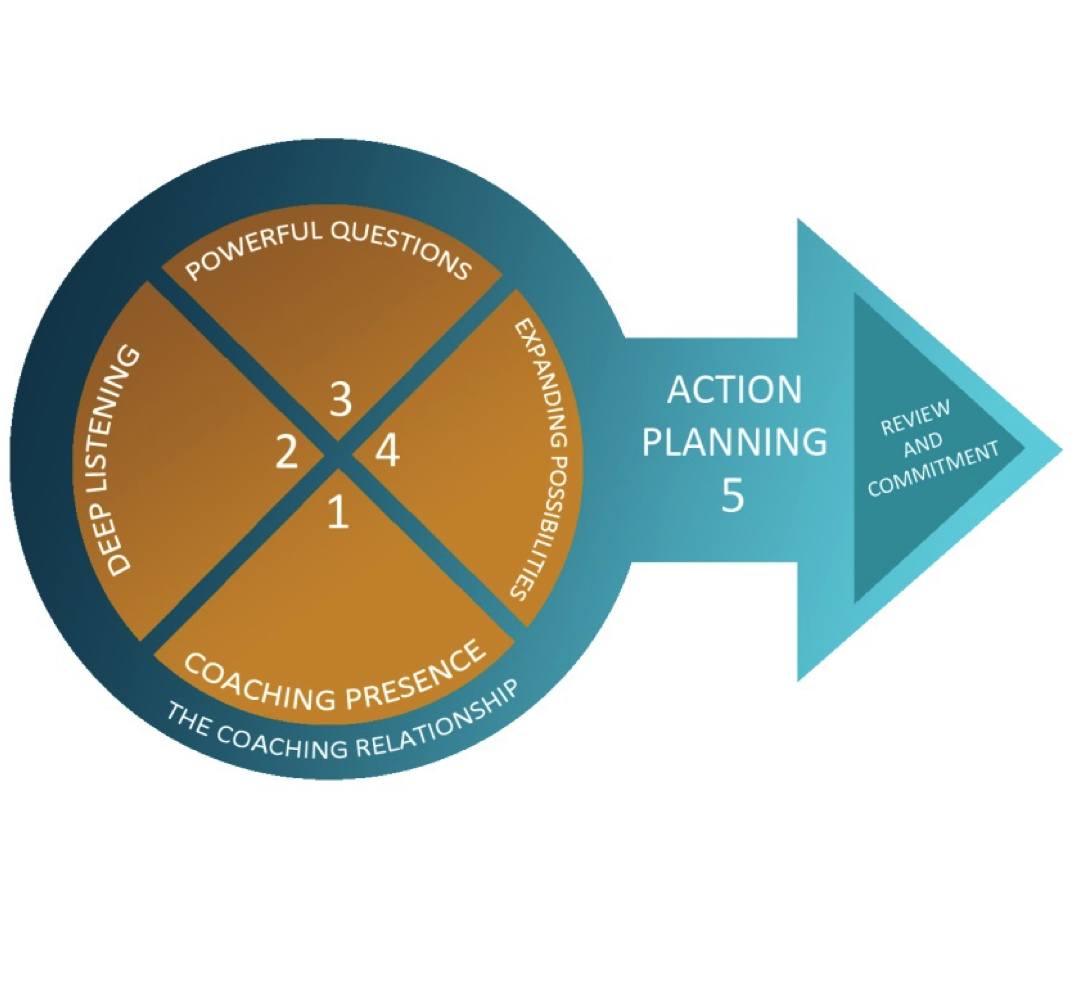 POWERFUL QUESTIONS
3
DEEP LISTENING
2
4
EXPANDING POSSIBILITIES
1
COACHING PRESENCE
THE COACHING RELATIONSHIP
ACTION
PLANNING
5
REVIEW
AND
COMMITMENT